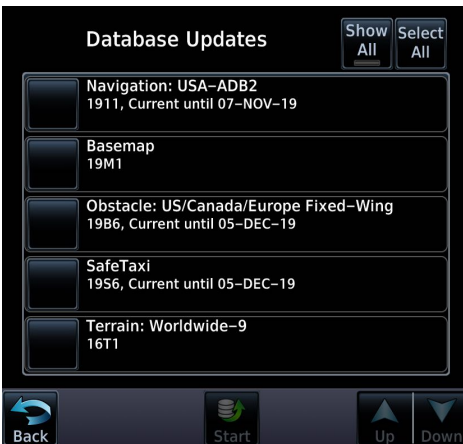 Database Updates
Show All
Select All
Navigation: USA-ADB2
1911, Current until 07-NOV-19
Basemap
19M1
Obstacle: US/Canada/Europe Fixed-Wing
19B6, Current until 05-DEC-19
SafeTaxi
19S6, Current until 05-DEC-19
Terrain: Worldwide-9
16T1
Back
Start
Up
Down